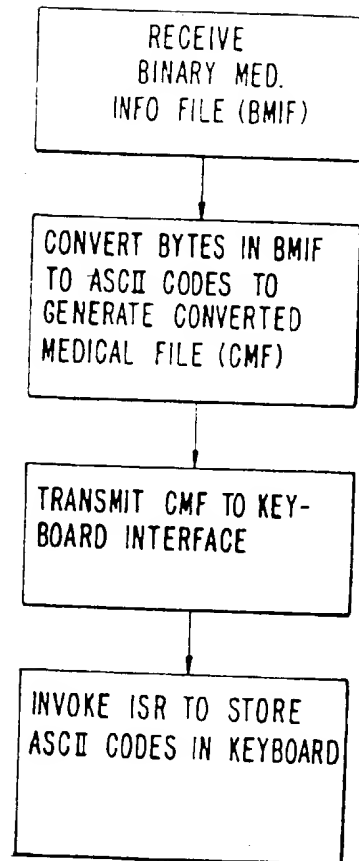 RECEIVE
BINARY MED.
INFO FILE (BMIF)
CONVERT BYTES IN BMIF
TO ASCII CODES TO
GENERATE CONVERTED
MEDICAL FILE (CMF)
TRANSMIT CMF TO KEY-
BOARD INTERFACE
INVOKE ISR TO STORE
ASCII CODES IN KEYBOARD